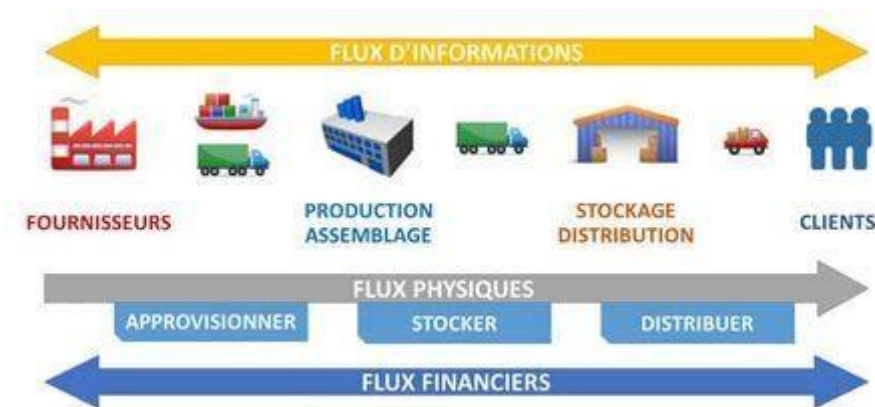 FLUX D'INFORMATIONS
FOURNISSEURS
PRODUCTION
ASSEMBLAGE
STOCKAGE
DISTRIBUTION
CLIENTS
FLUX PHYSIQUES
APPROVISIONNER
STOCKER
DISTRIBUER
FLUX FINANCIERS